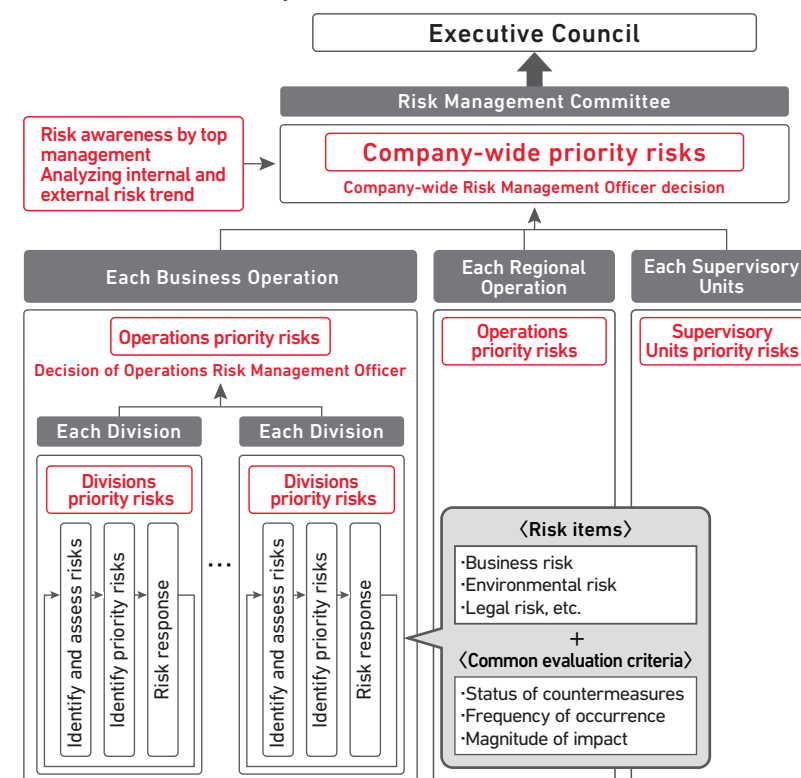 Executive Council
Risk Management Committee
Risk awareness by top
management
Analyzing internal and
external risk trend
Company-wide priority risks
Company-wide Risk Management Officer decision
Each Business Operation
Each Regional
Operation
Each Supervisory
Units
Operations priority risks
Decision of Operations Risk Management Officer
Operations
priority risks
Supervisory
Units priority risks
Each Division
Each Division
Divisions
priority risks
Divisions
priority risks
Identify and assess risks
Identify priority risks
Risk response
...
Identify and assess risks
Identify priority risks
Risk response
〈Risk items〉
·Business risk
·Environmental risk
·Legal risk, etc.
+
〈Common evaluation criteria〉
·Status of countermeasures
·Frequency of occurrence
·Magnitude of impact